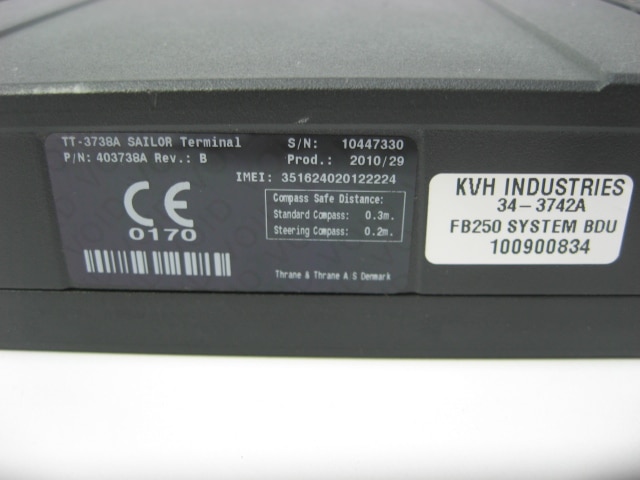 TT-3738A SAILOR Terminal
P/N: 403738A Rev.: B
S/N: 10447330
Prod.: 2010/29
IMEI: 351624020122224
CE
0170
Compass Safe Distance:
Standard Compass: 0.3m.
Steering Compass: 0.2m.
Thrane & Thrane A S Denmark
KVH INDUSTRIES
34-3742A
FB250 SYSTEM BDU
100900834